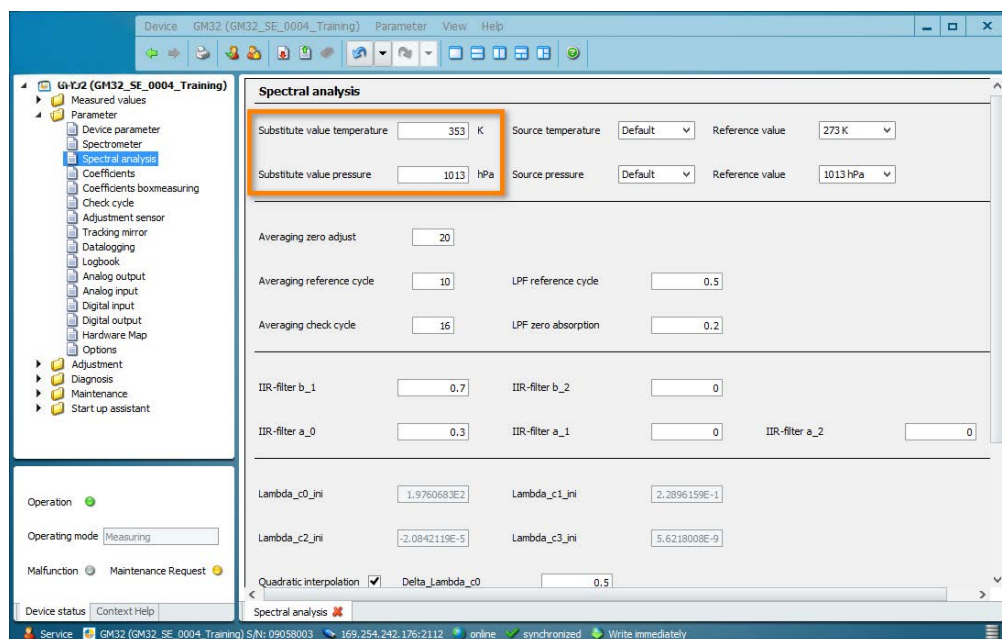 Device GM32 (GM32_SE_0004_Training) Parameter View Help
GM32 (GM32_SE_0004_Training)
Measured values
Parameter
Device parameter
Spectrometer
Spectral analysis
Coefficients
Coefficients boxmeasuring
Check cycle
Adjustment sensor
Tracking mirror
Datalogging
Logbook
Analog output
Analog input
Digital input
Digital output
Hardware Map
Options
Adjustment
Diagnosis
Maintenance
Start up assistant
Operation
Operating mode Measuring
Malfunction Maintenance Request
Device status Context Help
Spectral analysis
Substitute value temperature 353 K Source temperature Default Reference value 273 K
Substitute value pressure 1013 hPa Source pressure Default Reference value 1013 hPa
Averaging zero adjust 20
Averaging reference cycle 10 LPF reference cycle 0.5
Averaging check cycle 16 LPF zero absorption 0.2
IIR-filter b_1 0.7 IIR-filter b_2 0
IIR-filter a_0 0.3 IIR-filter a_1 0 IIR-filter a_2 0
Lambda_c0_ini 1.9760683E2 Lambda_c1_ini 2.2896159E-1
Lambda_c2_ini -2.0842119E-5 Lambda_c3_ini 5.6218008E-9
Quadratic interpolation Delta_Lambda_c0 0.5
Spectral analysis
Service GM32 (GM32_SE_0004_Training) S/N: 09058003 169.254.242.176:2112 online synchronized Write immediately